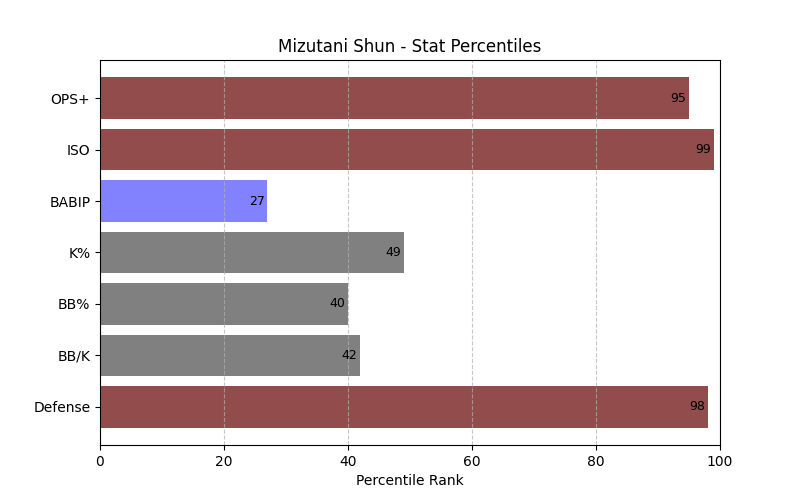 Mizutani Shun - Stat Percentiles
OPS+ 95
ISO 99
BABIP 27
K% 49
BB% 40
BB/K 42
Defense 98
0 20 40 60 80 100
Percentile Rank